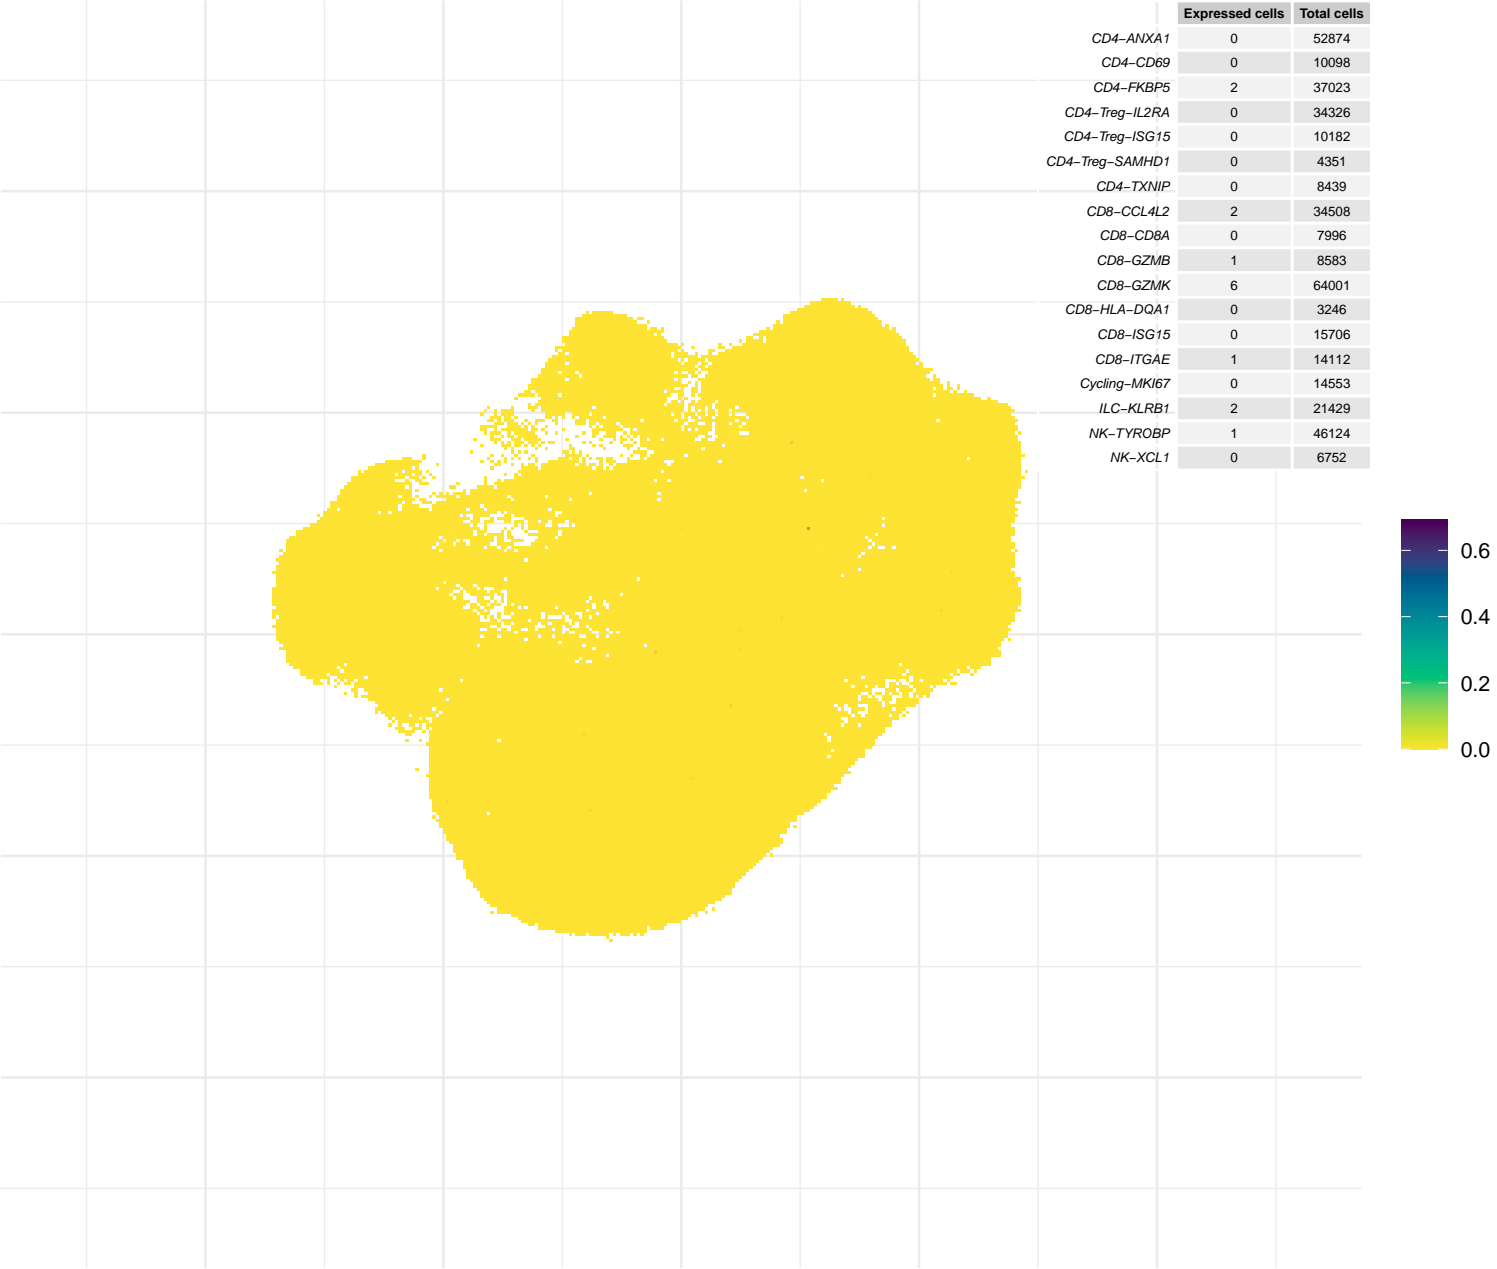 Expressed cells Total cells
CD4−ANXA1 0 52874
CD4−CD69 0 10098
CD4−FKBP5 2 37023
CD4−Treg−IL2RA 0 34326
CD4−Treg−ISG15 0 10182
CD4−Treg−SAMHD1 0 4351
CD4−TXNIP 0 8439
CD8−CCL4L2 2 34508
CD8−CD8A 0 7996
CD8−GZMB 1 8583
CD8−GZMK 6 64001
CD8−HLA−DQA1 0 3246
CD8−ISG15 0 15706
CD8−ITGAE 1 14112
Cycling−MKI67 0 14553
ILC−KLRB1 2 21429
NK−TYROBP 1 46124
NK−XCL1 0 6752
0.6
0.4
0.2
0.0